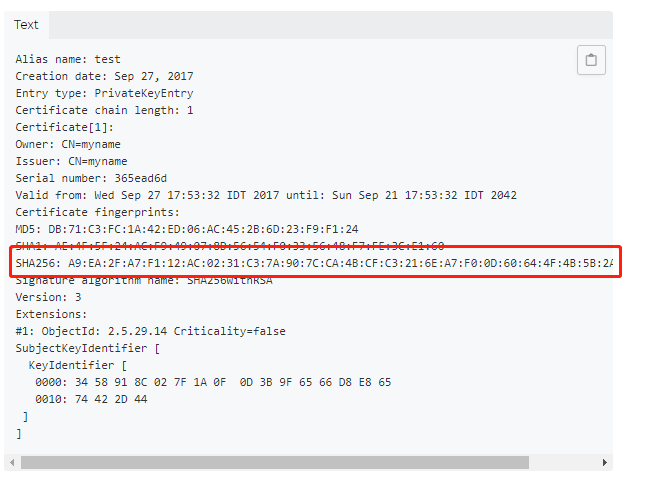 Text
Alias name: test
Creation date: Sep 27, 2017
Entry type: PrivateKeyEntry
Certificate chain length: 1
Certificate[1]:
Owner: CN=myname
Issuer: CN=myname
Serial number: 365ead6d
Valid from: Wed Sep 27 17:53:32 IDT 2017 until: Sun Sep 21 17:53:32 IDT 2042
Certificate fingerprints:
MD5: DB:71:C3:FC:1A:42:ED:06:AC:45:2B:6D:23:F9:F1:24
SHA1: AE:4F:5F:24:AC:F9:49:07:8D:56:54:F0:33:56:48:F7:FE:3C:E1:60
SHA256: A9:EA:2F:A7:F1:12:AC:02:31:C3:7A:90:7C:CA:4B:CF:C3:21:6E:A7:F0:0D:60:64:4F:4B:5B:2A
Signature algorithm name: SHA256withRSA
Version: 3
Extensions:
#1: ObjectId: 2.5.29.14 Criticality=false
SubjectKeyIdentifier [
KeyIdentifier [
0000: 34 58 91 8C 02 7F 1A 0F 0D 3B 9F 65 66 D8 E8 65
0010: 74 42 2D 44
]
]